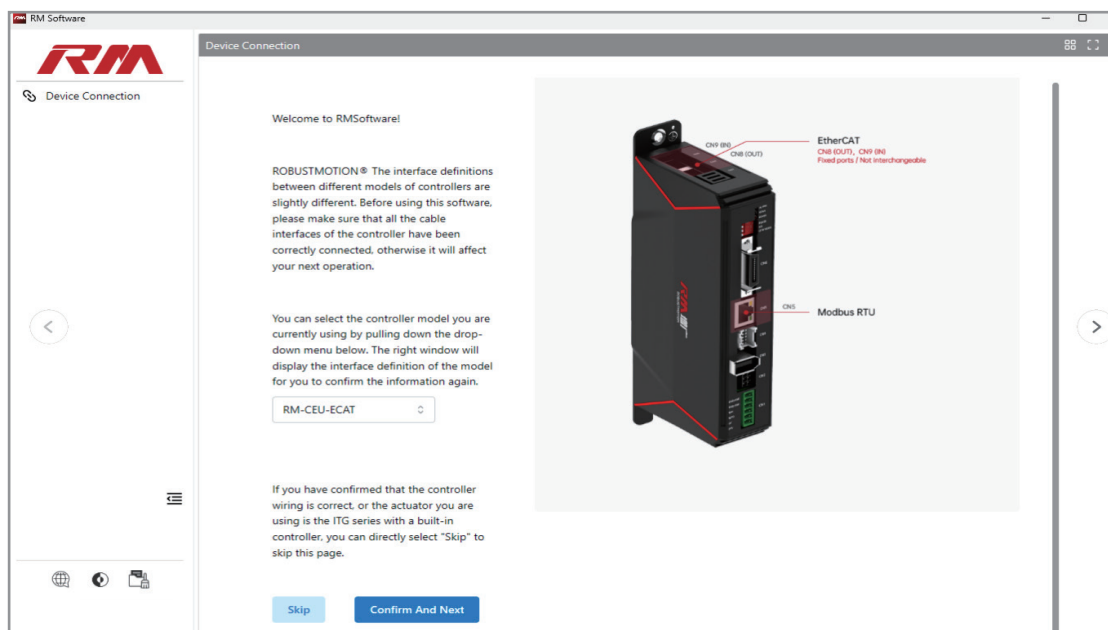 RM Software
RM
Device Connection
Device Connection
Welcome to RMSoftware!
ROBUSTMOTION® The interface definitions
between different models of controllers are
slightly different. Before using this software,
please make sure that all the cable
interfaces of the controller have been
correctly connected, otherwise it will affect
your next operation.
You can select the controller model you are
currently using by pulling down the drop-
down menu below. The right window will
display the interface definition of the model
for you to confirm the information again.
RM-CEU-ECAT
If you have confirmed that the controller
wiring is correct, or the actuator you are
using is the ITG series with a built-in
controller, you can directly select "Skip" to
skip this page.
Skip
Confirm And Next
CN9 (IN)
CN8 (OUT)
EtherCAT
CN8 (OUT), CN9 (IN)
Fixed ports / Not interchangeable
CN5
Modbus RTU
RM